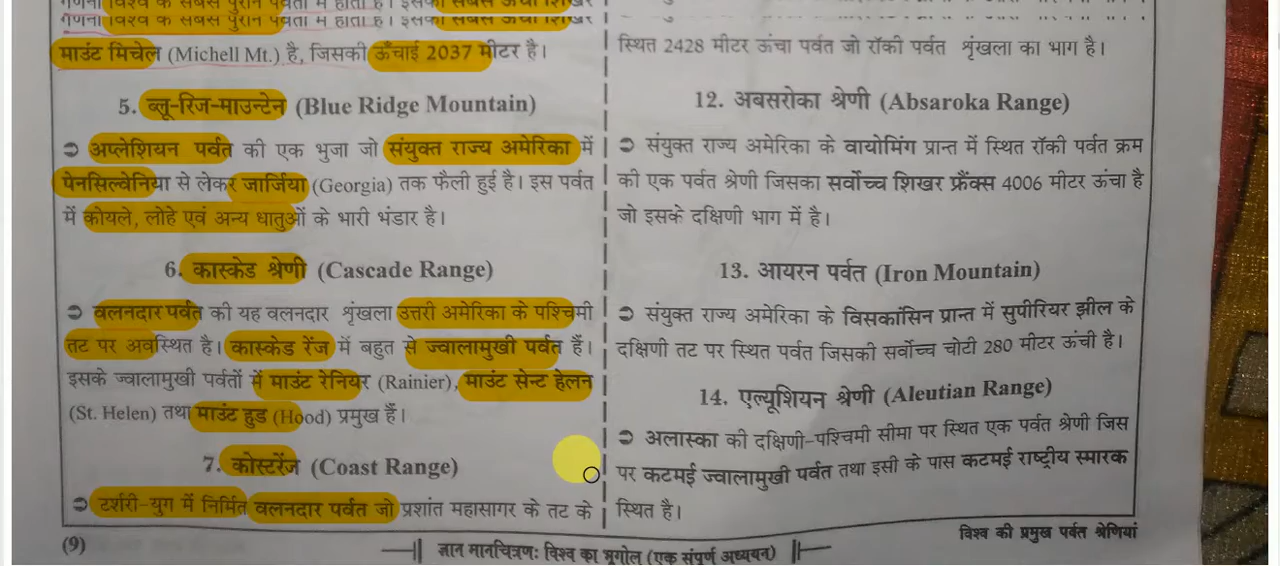 गणना विश्व के सबसे पुराने पर्वतों में होता है। इसका सबसे ऊँचा शिखर
माउंट मिचेल (Michell Mt.) है, जिसकी ऊँचाई 2037 मीटर है।
5. ब्लू-रिज-माउन्टेन (Blue Ridge Mountain)
➲ अप्लेशियन पर्वत की एक भुजा जो संयुक्त राज्य अमेरिका में
पेनसिल्वेनिया से लेकर जार्जिया (Georgia) तक फैली हुई है। इस पर्वत
में कोयले, लोहे एवं अन्य धातुओं के भारी भंडार है।
6. कास्केड श्रेणी (Cascade Range)
➲ वलनदार पर्वत की यह वलनदार श्रृंखला उत्तरी अमेरिका के पश्चिमी
तट पर अवस्थित है। कास्केड रेंज में बहुत से ज्वालामुखी पर्वत हैं।
इसके ज्वालामुखी पर्वतों में माउंट रेनियर (Rainier), माउंट सेन्ट हेलन
(St. Helen) तथा माउंट हुड (Hood) प्रमुख हैं।
7. कोस्टरेंज (Coast Range)
➲ टर्शरी-युग में निर्मित वलनदार पर्वत जो प्रशांत महासागर के तट के
स्थित 2428 मीटर ऊंचा पर्वत जो रॉकी पर्वत श्रृंखला का भाग है।
12. अबसरोका श्रेणी (Absaroka Range)
➲ संयुक्त राज्य अमेरिका के वायोमिंग प्रान्त में स्थित रॉकी पर्वत क्रम
की एक पर्वत श्रेणी जिसका सर्वोच्च शिखर फ्रैंक्स 4006 मीटर ऊंचा है
जो इसके दक्षिणी भाग में है।
13. आयरन पर्वत (Iron Mountain)
➲ संयुक्त राज्य अमेरिका के विसकांसिन प्रान्त में सुपीरियर झील के
दक्षिणी तट पर स्थित पर्वत जिसकी सर्वोच्च चोटी 280 मीटर ऊंची है।
14. एल्यूशियन श्रेणी (Aleutian Range)
➲ अलास्का की दक्षिणी-पश्चिमी सीमा पर स्थित एक पर्वत श्रेणी जिस
पर कटमई ज्वालामुखी पर्वत तथा इसी के पास कटमई राष्ट्रीय स्मारक
स्थित है।
(9)
ज्ञान मानचित्रण: विश्व का भूगोल (एक संपूर्ण अध्ययन)
विश्व की प्रमुख पर्वत श्रेणियां